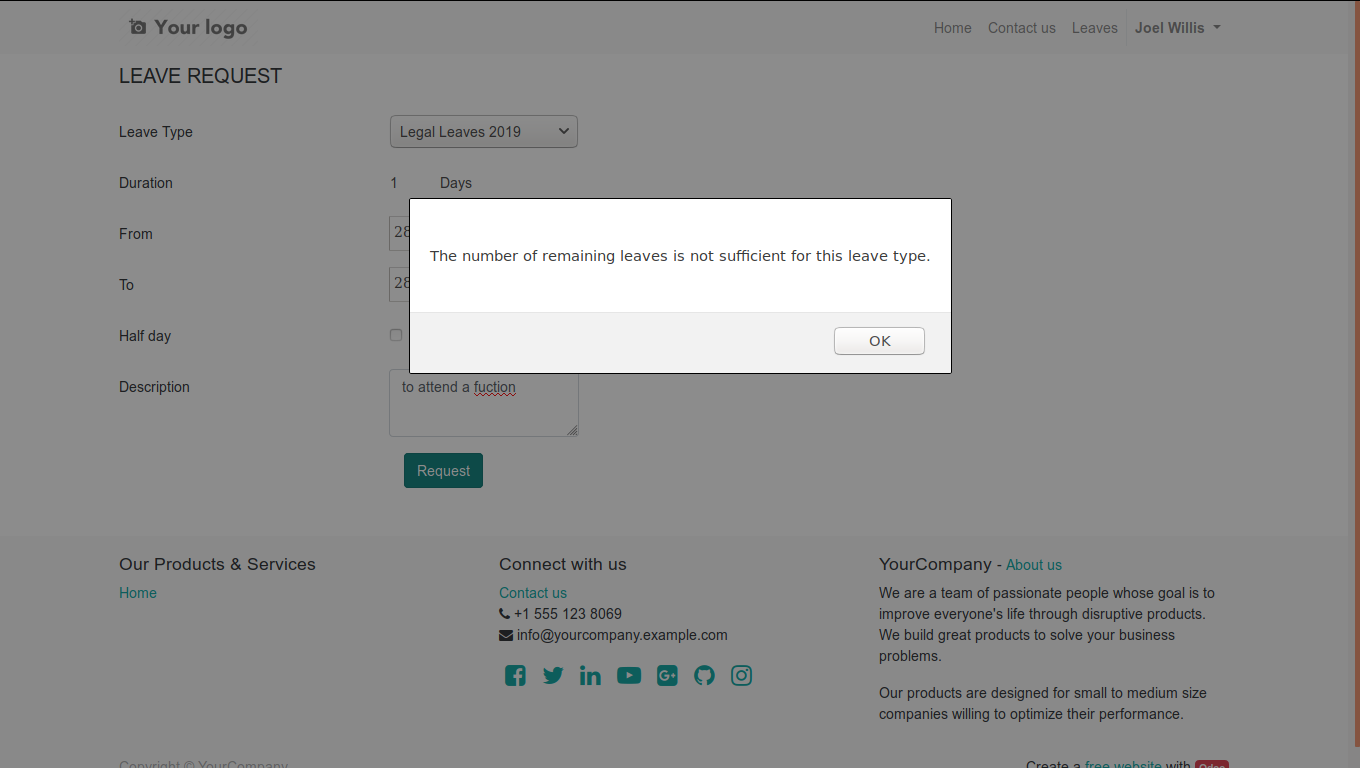 Your logo
Home Contact us Leaves Joel Willis
LEAVE REQUEST
Leave Type Legal Leaves 2019
Duration 1 Days
From 28
To 28
The number of remaining leaves is not sufficient for this leave type.
OK
Half day
Description to attend a fuction
Request
Our Products & Services
Home
Connect with us
Contact us
+1 555 123 8069
info@yourcompany.example.com
YourCompany - About us
We are a team of passionate people whose goal is to
improve everyone's life through disruptive products.
We build great products to solve your business
problems.
Our products are designed for small to medium size
companies willing to optimize their performance.
Copyright © YourCompany
Create a free website with Odoo